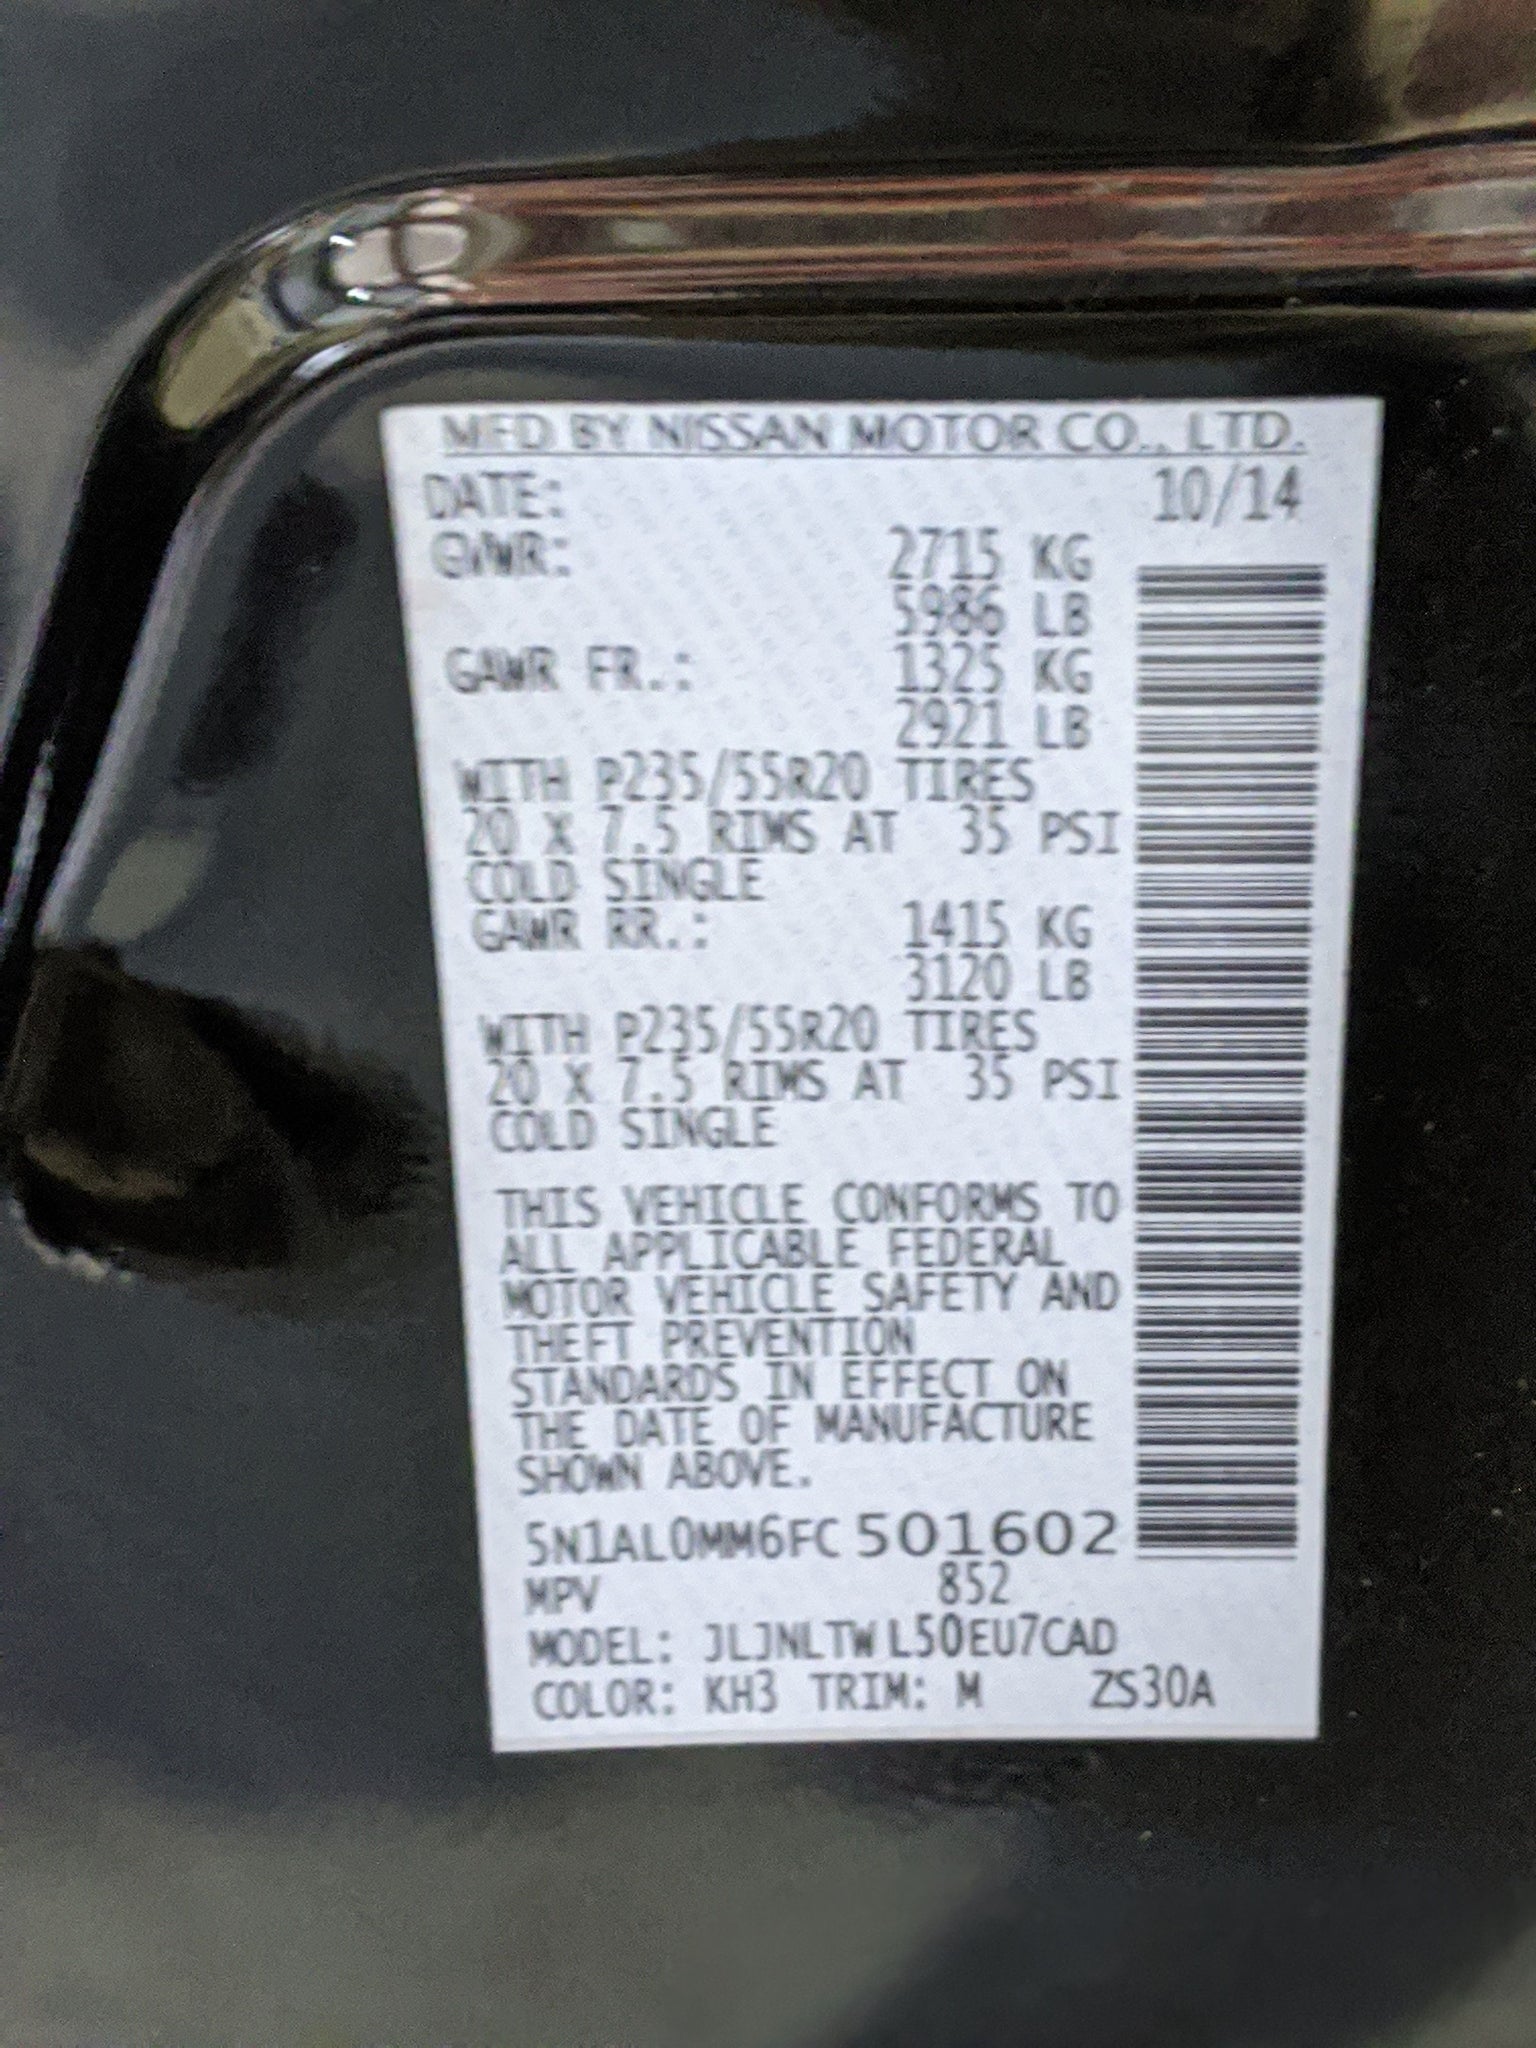 MFD BY NISSAN MOTOR CO., LTD.
DATE: 10/14
GVWR: 2715 KG
5986 LB
GAWR FR.: 1325 KG
2921 LB
WITH P235/55R20 TIRES
20 X 7.5 RIMS AT 35 PSI
COLD SINGLE
GAWR RR.: 1415 KG
3120 LB
WITH P235/55R20 TIRES
20 X 7.5 RIMS AT 35 PSI
COLD SINGLE
THIS VEHICLE CONFORMS TO
ALL APPLICABLE FEDERAL
MOTOR VEHICLE SAFETY AND
THEFT PREVENTION
STANDARDS IN EFFECT ON
THE DATE OF MANUFACTURE
SHOWN ABOVE.
5N1AL0MM6FC501602
MPV 852
MODEL: JLJNLTWL50EU7CAD
COLOR: KH3 TRIM: M ZS30A